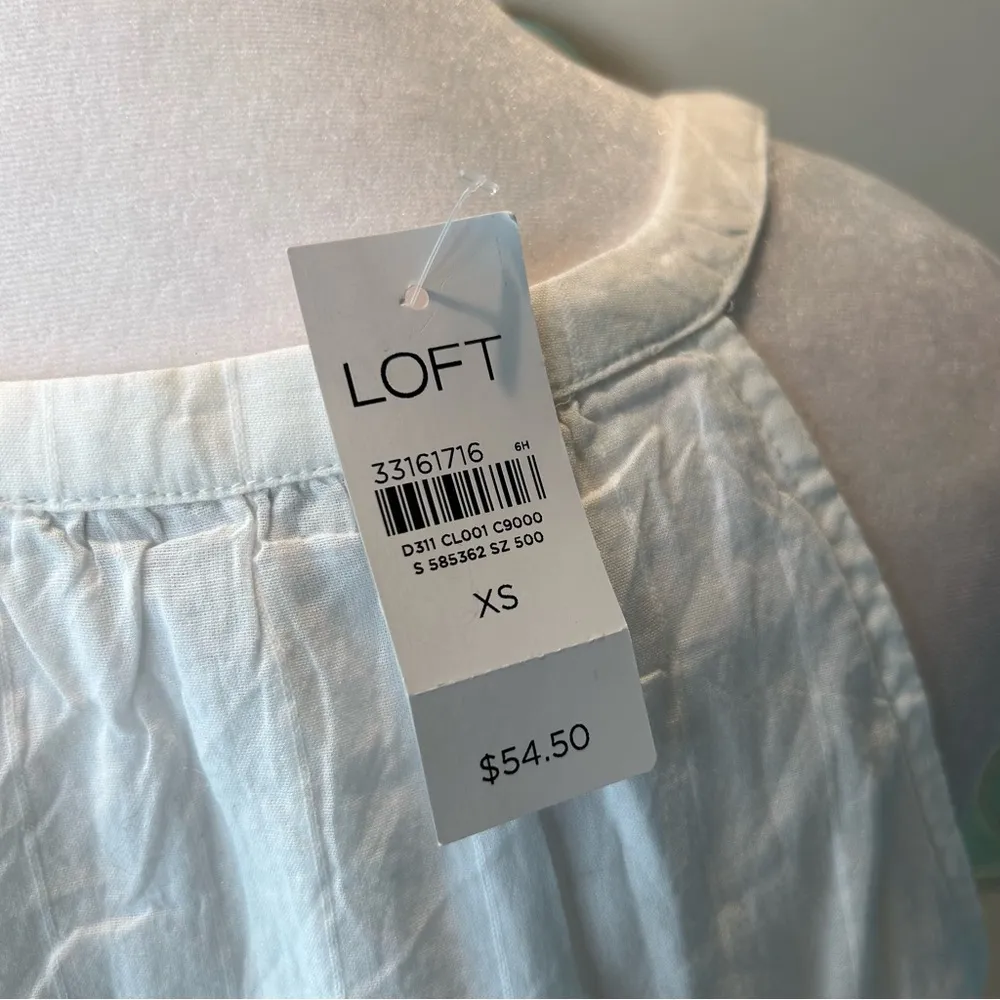 LOFT
33161716 6H
D311 CL001 C9000
S 585362 SZ 500
XS
$54.50